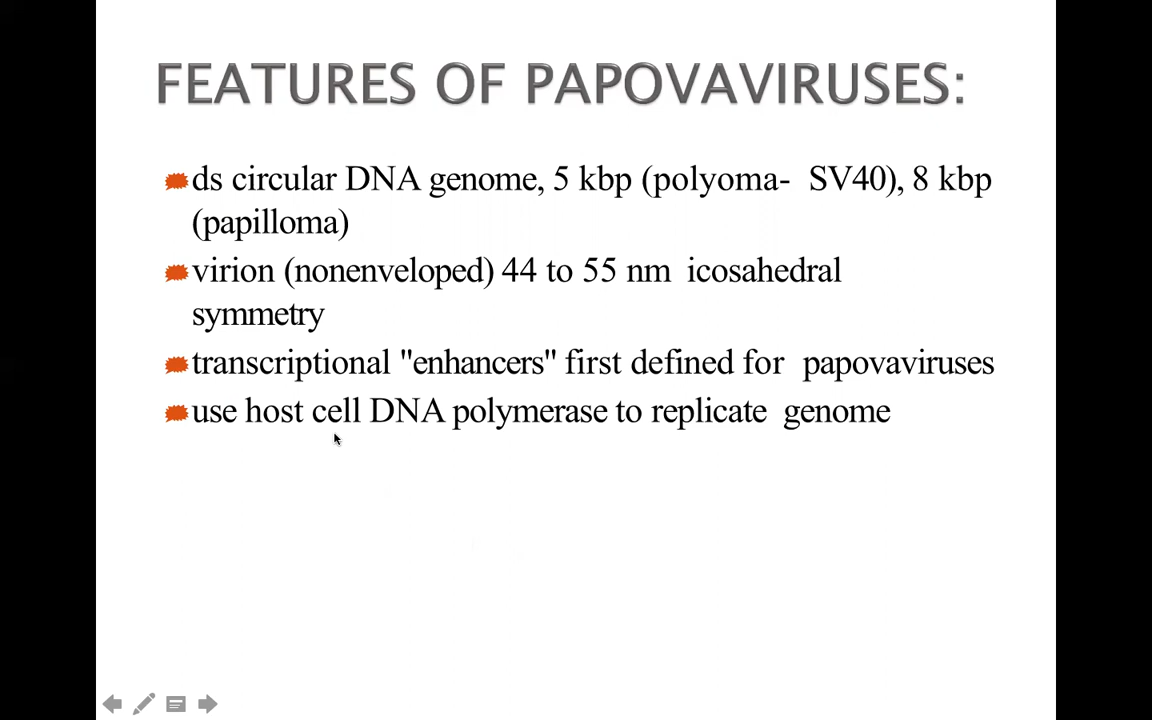 FEATURES OF PAPOVAVIRUSES:
ds circular DNA genome, 5 kbp (polyoma- SV40), 8 kbp
(papilloma)
virion (nonenveloped) 44 to 55 nm icosahedral
symmetry
transcriptional "enhancers" first defined for papovaviruses
use host cell DNA polymerase to replicate genome